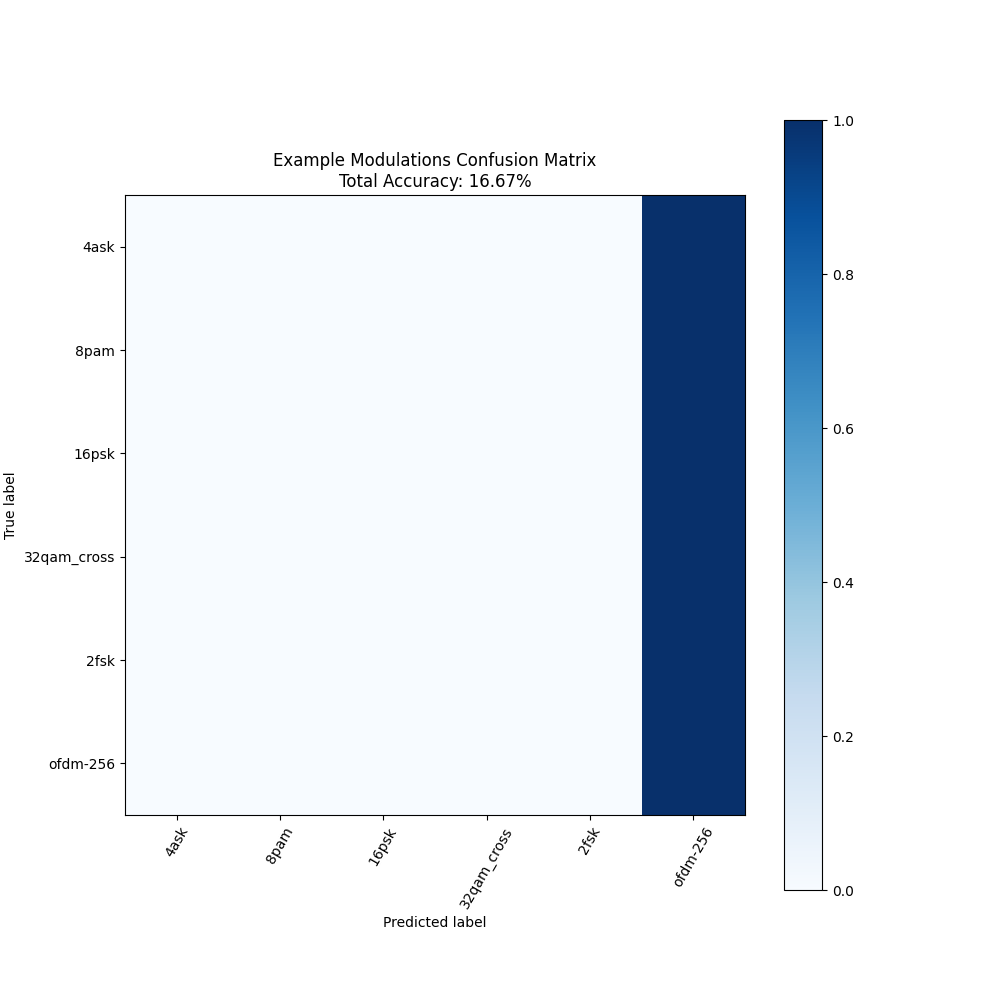 Example Modulations Confusion Matrix
Total Accuracy: 16.67%
True label
4ask
8pam
16psk
32qam_cross
2fsk
ofdm-256
4ask
8pam
16psk
32qam_cross
2fsk
ofdm-256
Predicted label
1.0
0.8
0.6
0.4
0.2
0.0